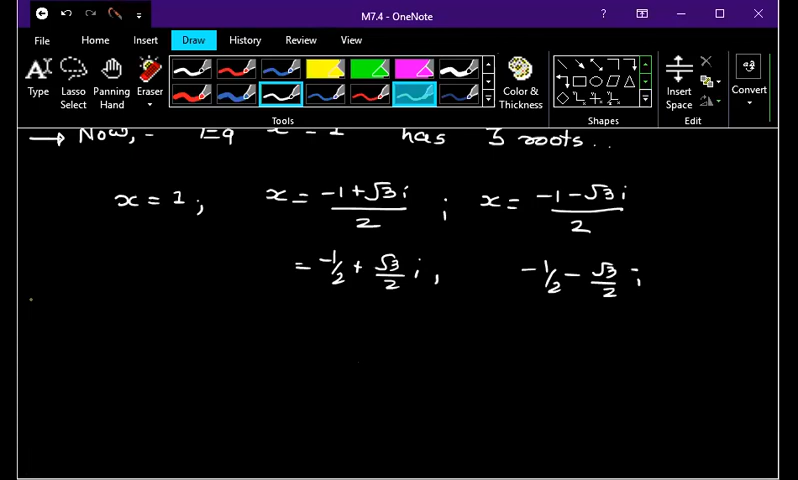 M7.4 - OneNote
File Home Insert Draw History Review View
Type Lasso Select Panning Hand Eraser Color & Thickness Insert Space Convert
Tools Shapes Edit
→ Now, - Eq has 3 roots..
x = 1 ; x = -1 + √3 i / 2 ; x = -1 - √3 i / 2
= -1/2 + √3/2 i , -1/2 - √3/2 i